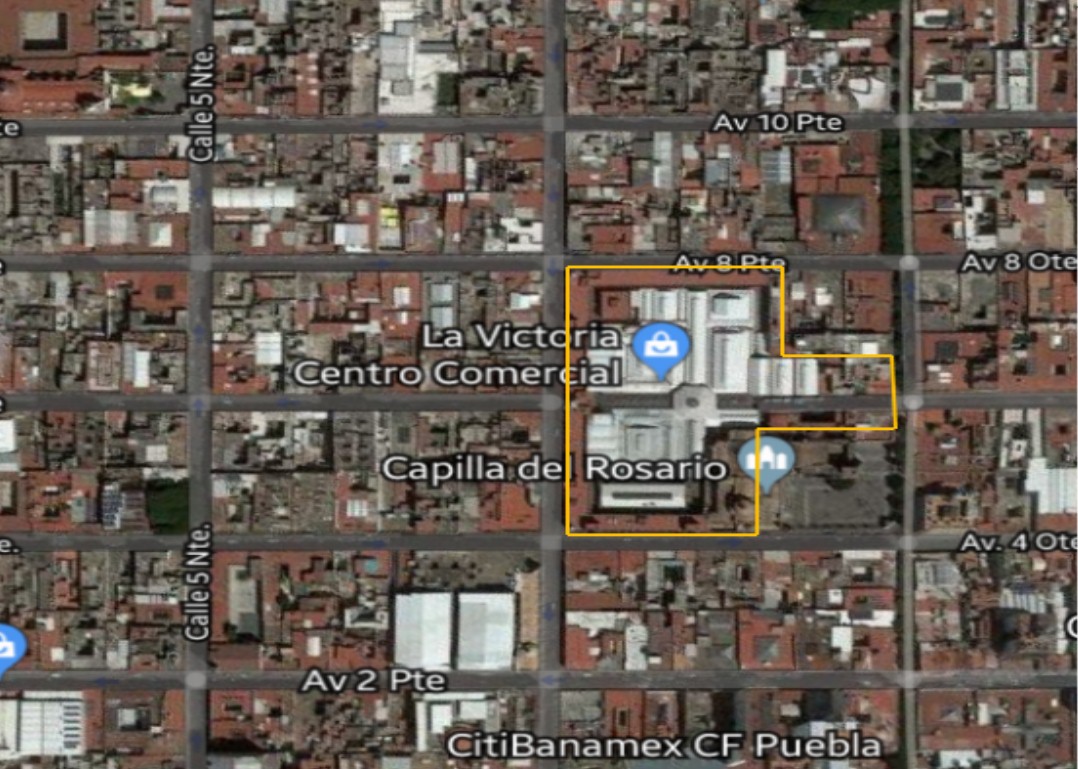 Calle 5 Nte.
te
Av 10 Pte
e
Av 8 Pte
Av 8 Ote
La Victoria
Centro Comercial
e
Capilla del Rosario
e.
Calle 5 Nte.
Av. 4 Ote
Av 2 Pte
C
CitiBanamex CF Puebla